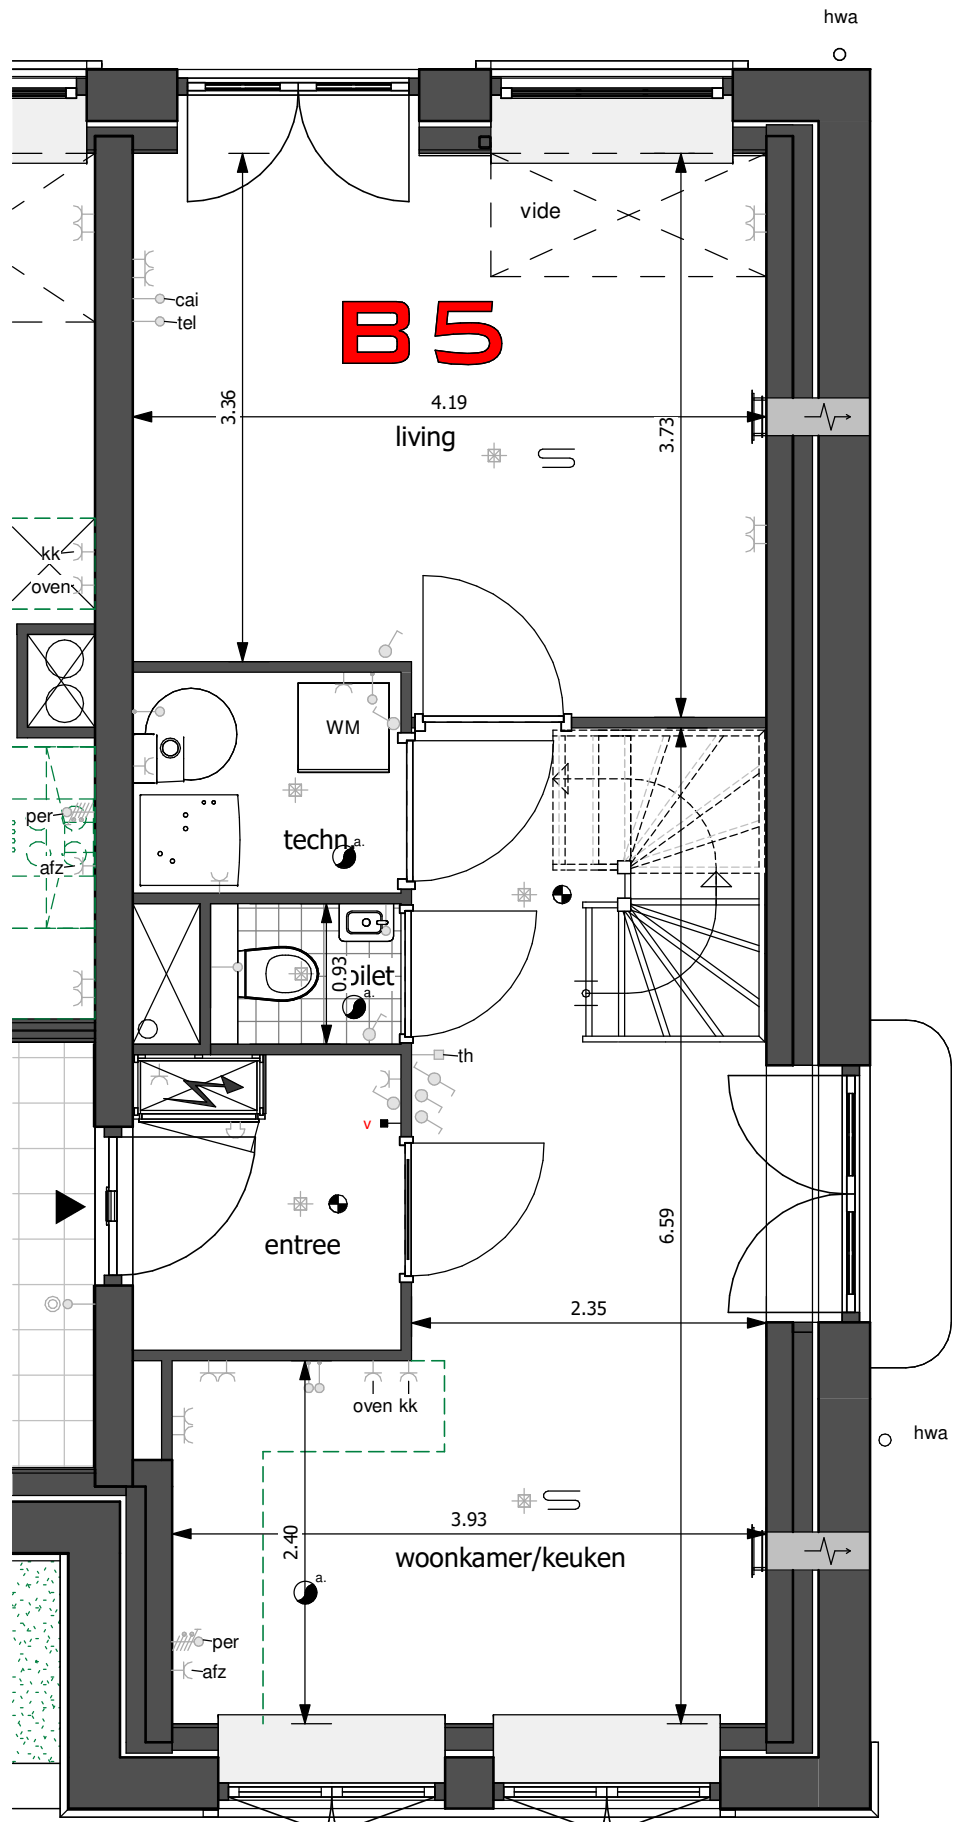 hwa
vide
cai
tel
B5
3.36
4.19
living
3.73
kk
oven
WM
per
techn.
a.
afz
0.93
oilet
a.
th
v
entree
6.59
2.35
oven kk
hwa
3.93
2.40
woonkamer/keuken
a.
per
afz